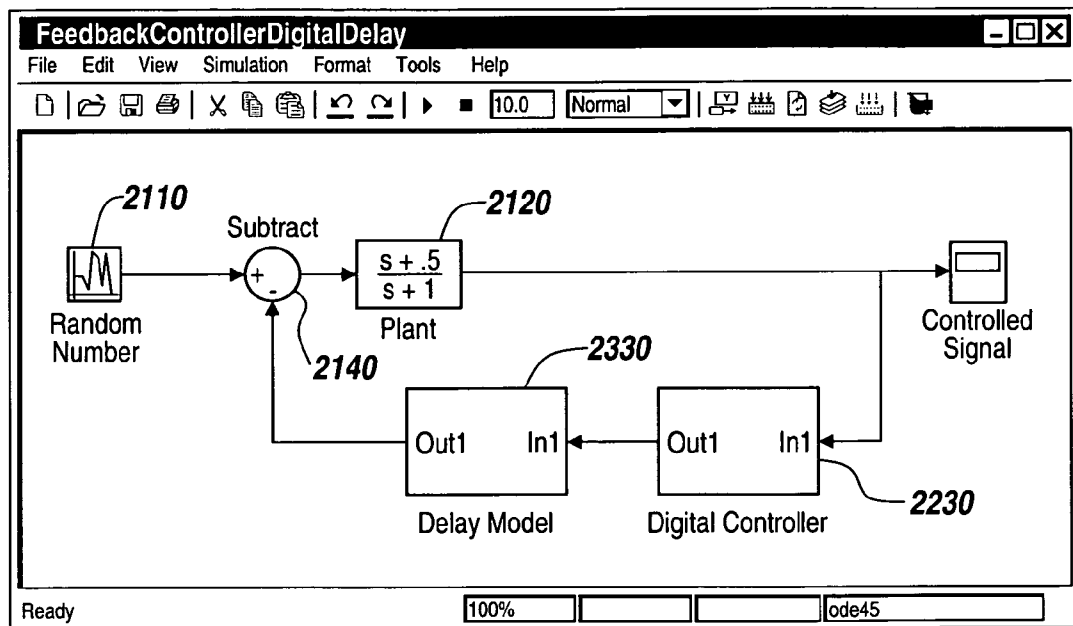 FeedbackControllerDigitalDelay
File Edit View Simulation Format Tools Help
10.0 Normal
2110
Subtract
2120
+
-
s + .5
s + 1
Random
Number
Plant
Controlled
Signal
2140
2330
Out1 In1
Out1 In1
2230
Delay Model
Digital Controller
Ready 100% ode45